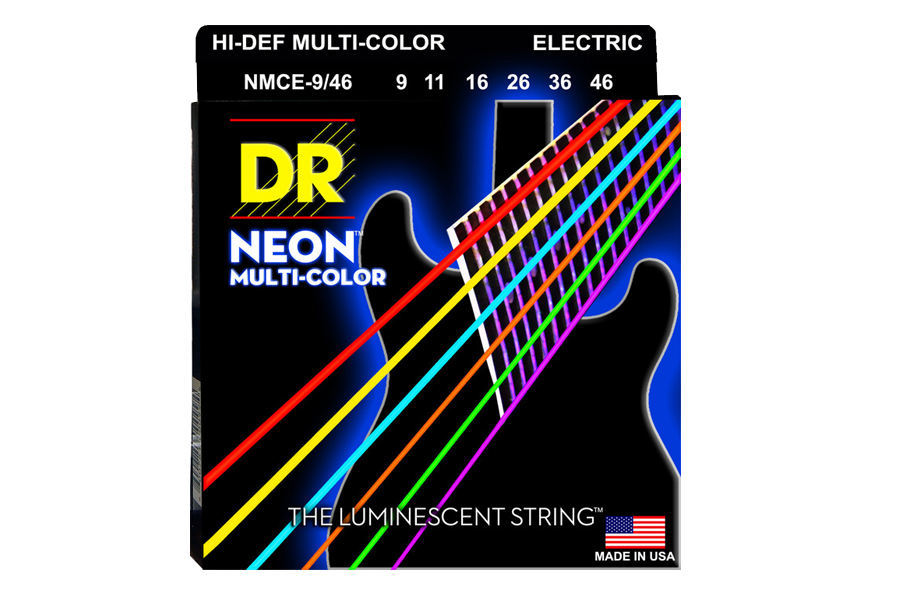 HI-DEF MULTI-COLOR ELECTRIC
NMCE-9/46 9 11 16 26 36 46
DR
NEON™
MULTI-COLOR
THE LUMINESCENT STRING™
MADE IN USA